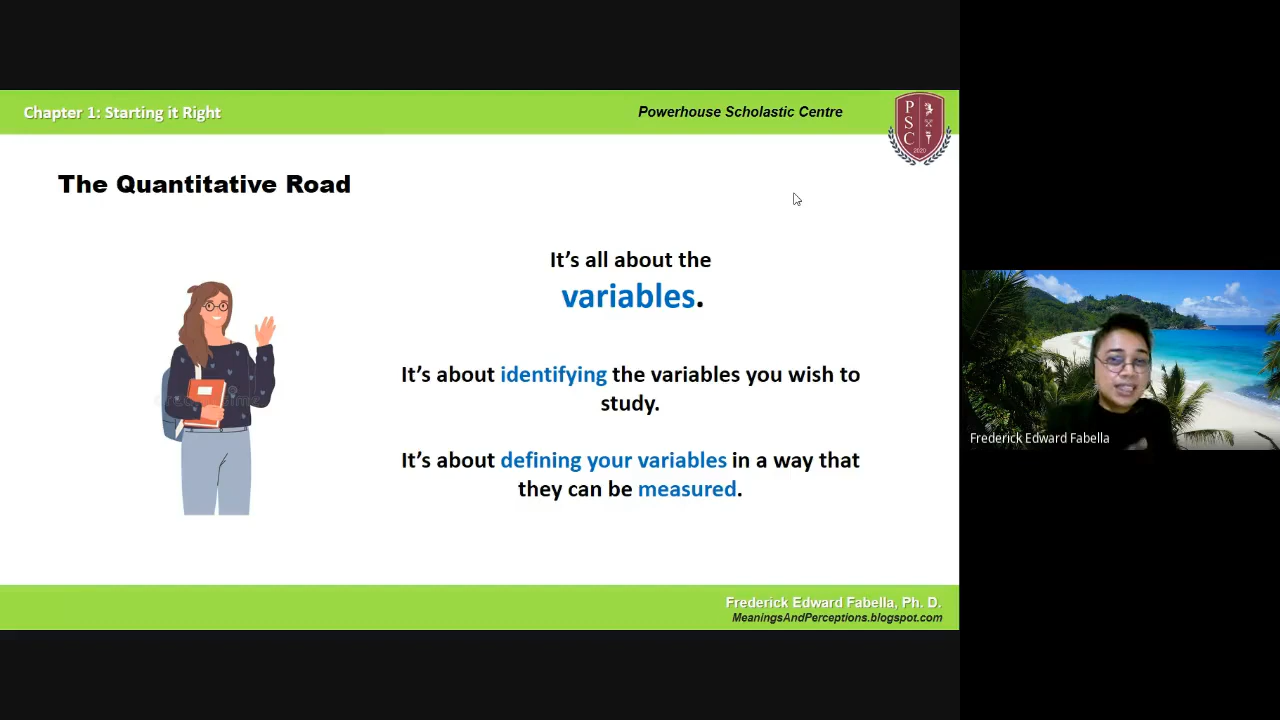 Chapter 1: Starting it Right
Powerhouse Scholastic Centre
P
S
C
2020
The Quantitative Road
It's all about the
variables.
It's about identifying the variables you wish to
study.
It's about defining your variables in a way that
they can be measured.
Frederick Edward Fabella
Frederick Edward Fabella, Ph. D.
MeaningsAndPerceptions.blogspot.com